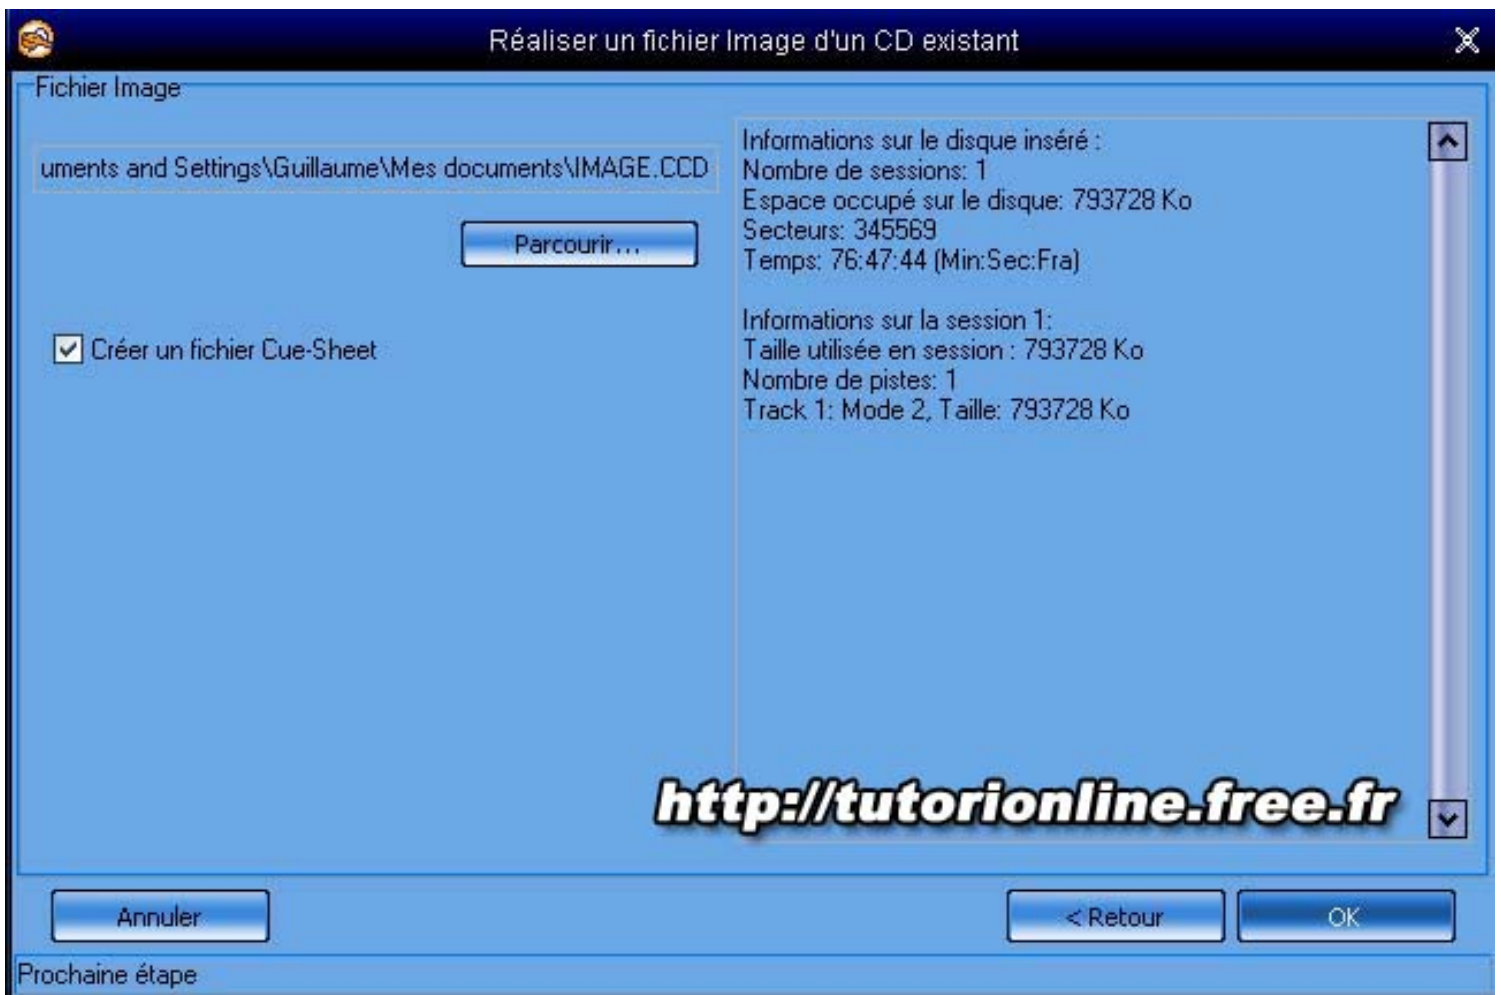 Réaliser un fichier Image d'un CD existant
Fichier Image
uments and Settings\Guillaume\Mes documents\IMAGE.CCD
Parcourir...
Créer un fichier Cue-Sheet
Informations sur le disque inséré :
Nombre de sessions: 1
Espace occupé sur le disque: 793728 Ko
Secteurs: 345569
Temps: 76:47:44 (Min:Sec:Fra)
Informations sur la session 1:
Taille utilisée en session : 793728 Ko
Nombre de pistes: 1
Track 1: Mode 2, Taille: 793728 Ko
http://tutorionline.free.fr
Annuler
< Retour
OK
Prochaine étape